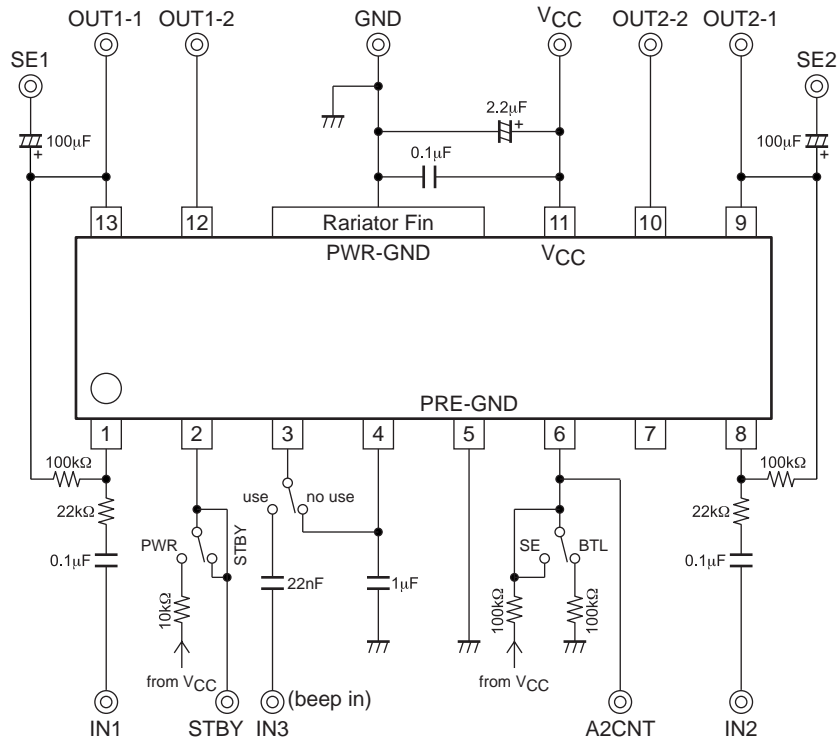 OUT1-1 OUT1-2 GND VCC OUT2-2 OUT2-1
SE1 SE2
2.2μF
+
100μF 100μF
+ +
0.1μF
13 12 Rariator Fin 11 10 9
PWR-GND VCC
PRE-GND
1 2 3 4 5 6 7 8
100kΩ 100kΩ
use no use
22kΩ 22kΩ
PWR STBY SE BTL
0.1μF 0.1μF
22nF 1μF
10kΩ 100kΩ 100kΩ
from VCC from VCC
(beep in)
IN1 STBY IN3 A2CNT IN2